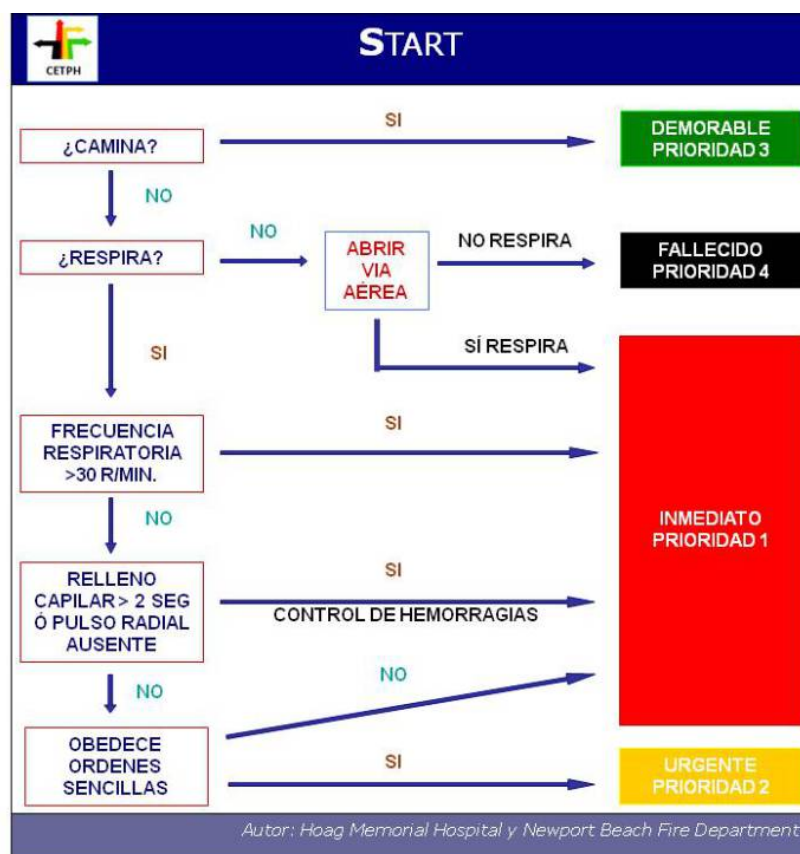 CETPH
START
¿CAMINA?
SI
DEMORABLE
PRIORIDAD 3
NO
¿RESPIRA?
NO
ABRIR
VIA
AÉREA
NO RESPIRA
FALLECIDO
PRIORIDAD 4
SÍ RESPIRA
SI
FRECUENCIA
RESPIRATORIA
>30 R/MIN.
SI
INMEDIATO
PRIORIDAD 1
NO
RELLENO
CAPILAR > 2 SEG
Ó PULSO RADIAL
AUSENTE
SI
CONTROL DE HEMORRAGIAS
NO
NO
OBEDECE
ORDENES
SENCILLAS
SI
URGENTE
PRIORIDAD 2
Autor: Hoag Memorial Hospital y Newport Beach Fire Department